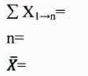 ∑ X₁→ₙ=
n=
X̄=